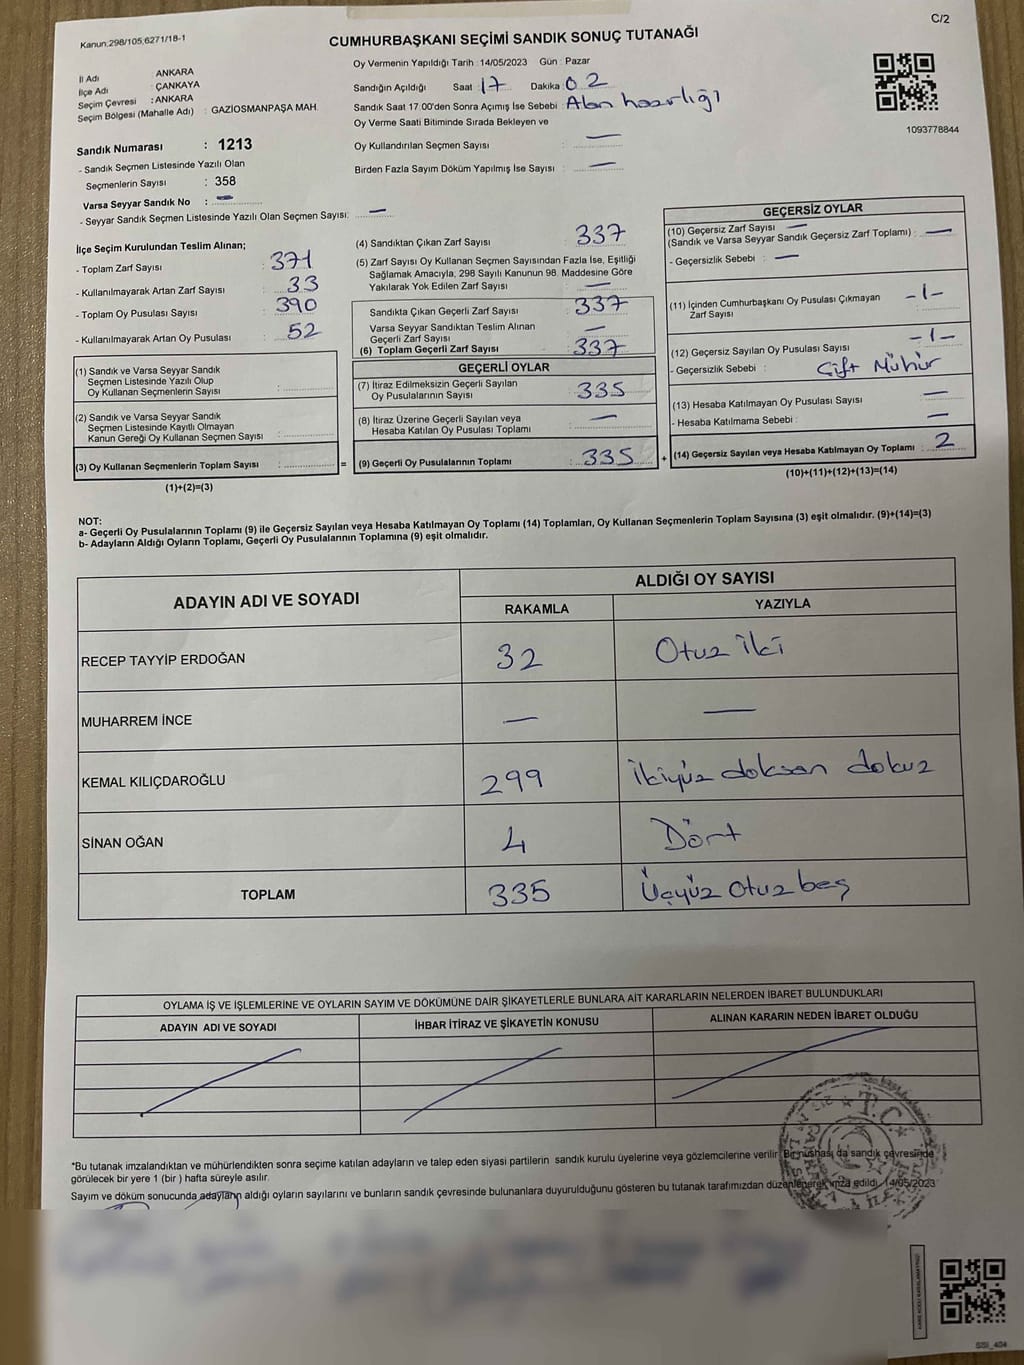 Kanun:298/105,6271/18-1
C/2
CUMHURBAŞKANI SEÇİMİ SANDIK SONUÇ TUTANAĞI
İl Adı : ANKARA
İlçe Adı : ÇANKAYA
Seçim Çevresi : ANKARA
Seçim Bölgesi (Mahalle Adı) : GAZİOSMANPAŞA MAH.
Oy Vermenin Yapıldığı Tarih : 14/05/2023 Gün : Pazar
Sandığın Açıldığı Saat : 17 Dakika : 02
Sandık Saat 17.00'den Sonra Açımış İse Sebebi : Alan hazırlığı
Oy Verme Saati Bitiminde Sırada Bekleyen ve
Oy Kullandırılan Seçmen Sayısı : —
Birden Fazla Sayım Döküm Yapılmış İse Sayısı : —
1093778844
Sandık Numarası : 1213
- Sandık Seçmen Listesinde Yazılı Olan
Seçmenlerin Sayısı : 358
Varsa Seyyar Sandık No : —
- Seyyar Sandık Seçmen Listesinde Yazılı Olan Seçmen Sayısı: —
İlçe Seçim Kurulundan Teslim Alınan;
- Toplam Zarf Sayısı : 371
- Kullanılmayarak Artan Zarf Sayısı : 33
- Toplam Oy Pusulası Sayısı : 390
- Kullanılmayarak Artan Oy Pusulası : 52
(1) Sandık ve Varsa Seyyar Sandık
Seçmen Listesinde Yazılı Olup
Oy Kullanan Seçmenlerin Sayısı :
(2) Sandık ve Varsa Seyyar Sandık
Seçmen Listesinde Kayıtlı Olmayan
Kanun Gereği Oy Kullanan Seçmen Sayısı :
(3) Oy Kullanan Seçmenlerin Toplam Sayısı : =
(1)+(2)=(3)
(4) Sandıktan Çıkan Zarf Sayısı : 337
(5) Zarf Sayısı Oy Kullanan Seçmen Sayısından Fazla İse, Eşitliği
Sağlamak Amacıyla, 298 Sayılı Kanunun 98. Maddesine Göre
Yakılarak Yok Edilen Zarf Sayısı : —
Sandıkta Çıkan Geçerli Zarf Sayısı : 337
Varsa Seyyar Sandıktan Teslim Alınan
Geçerli Zarf Sayısı : —
(6) Toplam Geçerli Zarf Sayısı : 337
GEÇERLİ OYLAR
(7) İtiraz Edilmeksizin Geçerli Sayılan
Oy Pusulalarının Sayısı : 335
(8) İtiraz Üzerine Geçerli Sayılan veya
Hesaba Katılan Oy Pusulası Toplamı : —
(9) Geçerli Oy Pusulalarının Toplamı : 335 +
GEÇERSİZ OYLAR
(10) Geçersiz Zarf Sayısı —
(Sandık ve Varsa Seyyar Sandık Geçersiz Zarf Toplamı) : —
- Geçersizlik Sebebi : —
(11) İçinden Cumhurbaşkanı Oy Pusulası Çıkmayan
Zarf Sayısı : -1-
(12) Geçersiz Sayılan Oy Pusulası Sayısı : -1-
- Geçersizlik Sebebi : Çift Mühür
(13) Hesaba Katılmayan Oy Pusulası Sayısı : —
- Hesaba Katılmama Sebebi : —
(14) Geçersiz Sayılan veya Hesaba Katılmayan Oy Toplamı : 2
(10)+(11)+(12)+(13)=(14)
NOT:
a- Geçerli Oy Pusulalarının Toplamı (9) ile Geçersiz Sayılan veya Hesaba Katılmayan Oy Toplamı (14) Toplamları, Oy Kullanan Seçmenlerin Toplam Sayısına (3) eşit olmalıdır. (9)+(14)=(3)
b- Adayların Aldığı Oyların Toplamı, Geçerli Oy Pusulalarının Toplamına (9) eşit olmalıdır.
ADAYIN ADI VE SOYADI
ALDIĞI OY SAYISI
RAKAMLA YAZIYLA
RECEP TAYYİP ERDOĞAN 32 Otuz iki
MUHARREM İNCE — —
KEMAL KILIÇDAROĞLU 299 İkiyüz doksan dokuz
SİNAN OĞAN 4 Dört
TOPLAM 335 Üçyüz Otuz beş
OYLAMA İŞ VE İŞLEMLERİNE VE OYLARIN SAYIM VE DÖKÜMÜNE DAİR ŞİKAYETLERLE BUNLARA AİT KARARLARIN NELERDEN İBARET BULUNDUKLARI
ADAYIN ADI VE SOYADI İHBAR İTİRAZ VE ŞİKAYETİN KONUSU ALINAN KARARIN NEDEN İBARET OLDUĞU
T.C.
*Bu tutanak imzalandıktan ve mühürlendikten sonra seçime katılan adayların ve talep eden siyasi partilerin sandık kurulu üyelerine veya gözlemcilerine verilir. Bir nüshası da sandık çevresinde
görülecek bir yere 1 (bir ) hafta süreyle asılır.
Sayım ve döküm sonucunda adayların aldığı oyların sayılarını ve bunların sandık çevresinde bulunanlara duyurulduğunu gösteren bu tutanak tarafımızdan düzenlenerek imza edildi. 14/05/2023
SSI_404